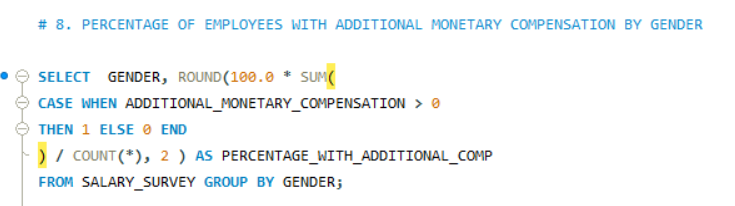 # 8. PERCENTAGE OF EMPLOYEES WITH ADDITIONAL MONETARY COMPENSATION BY GENDER
SELECT  GENDER, ROUND(100.0 * SUM(
CASE WHEN ADDITIONAL_MONETARY_COMPENSATION > 0
THEN 1 ELSE 0 END
) / COUNT(*), 2 ) AS PERCENTAGE_WITH_ADDITIONAL_COMP
FROM SALARY_SURVEY GROUP BY GENDER;